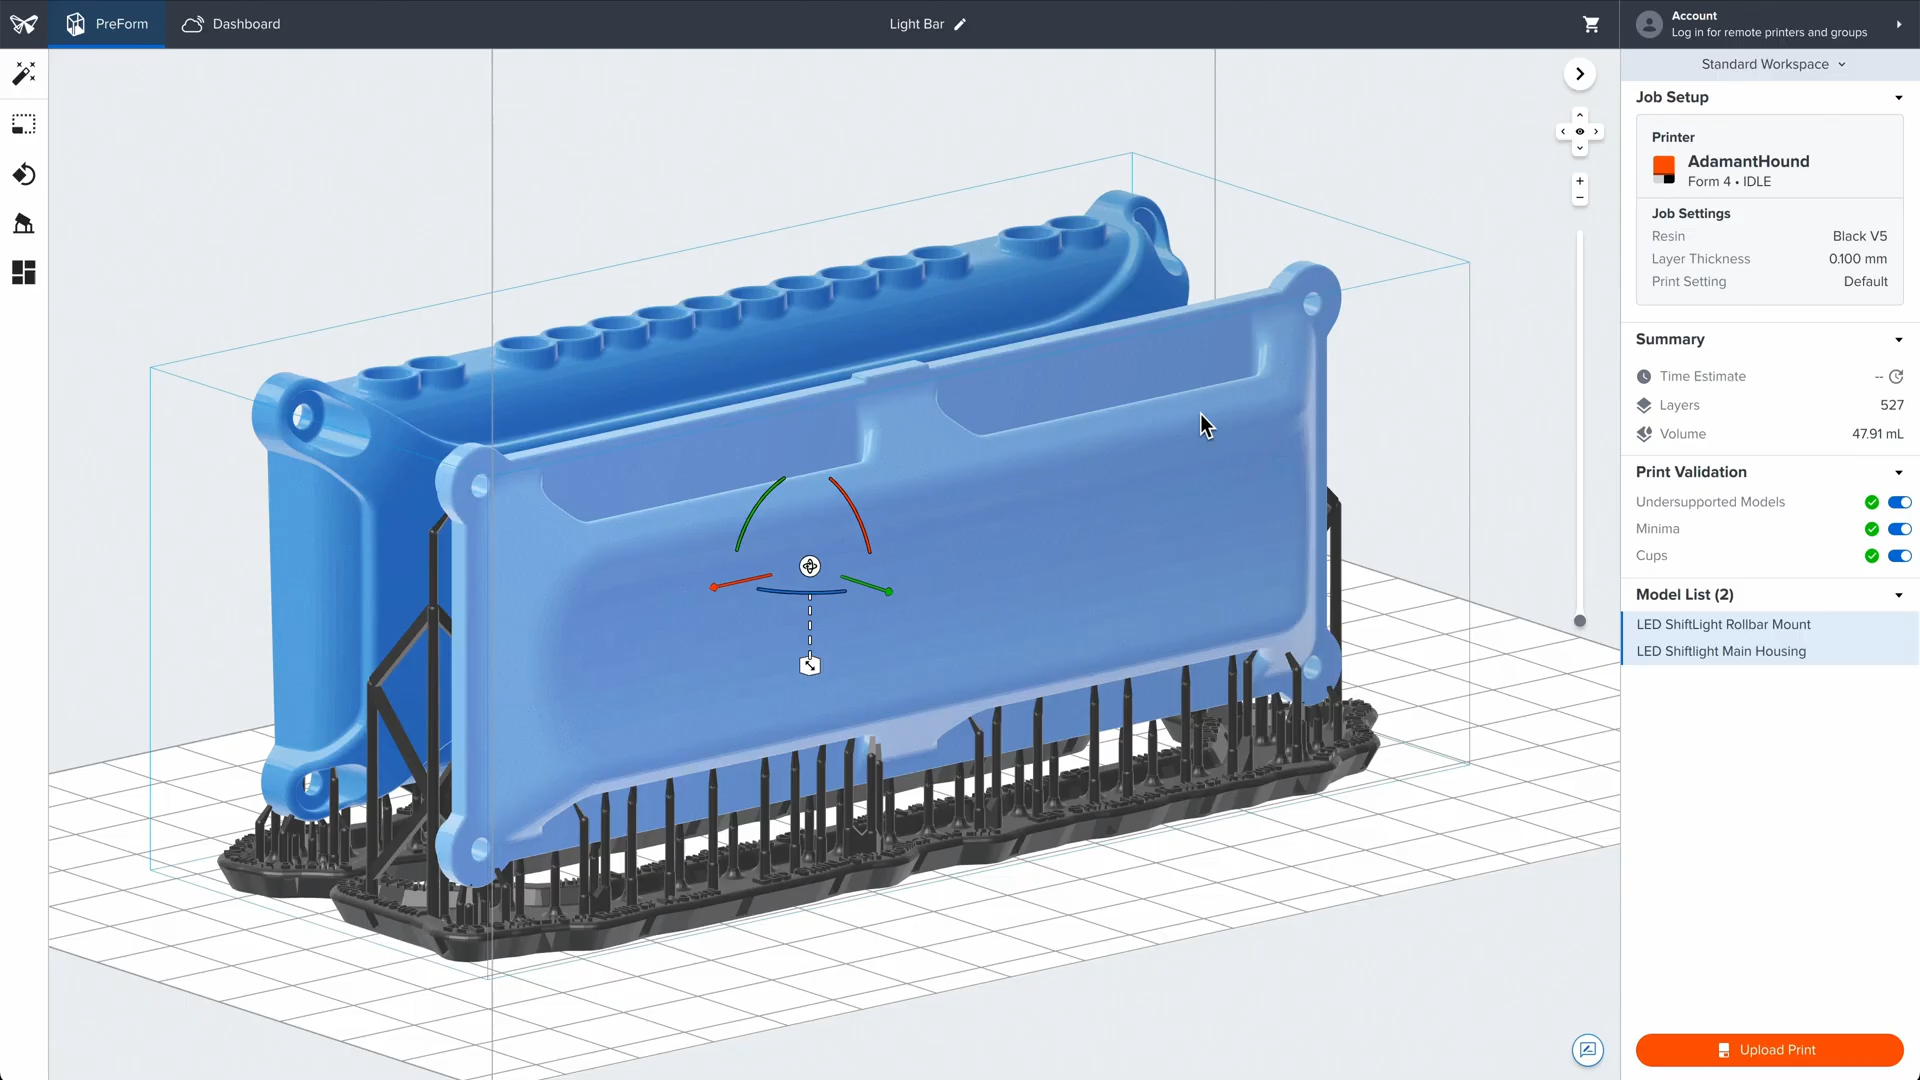 PreForm
Dashboard
Light Bar
Account
Log in for remote printers and groups
Standard Workspace
Job Setup
Printer
AdamantHound
Form 4 • IDLE
Job Settings
Resin Black V5
Layer Thickness 0.100 mm
Print Setting Default
Summary
Time Estimate --
Layers 527
Volume 47.91 mL
Print Validation
Undersupported Models
Minima
Cups
Model List (2)
LED ShiftLight Rollbar Mount
LED Shiftlight Main Housing
Upload Print